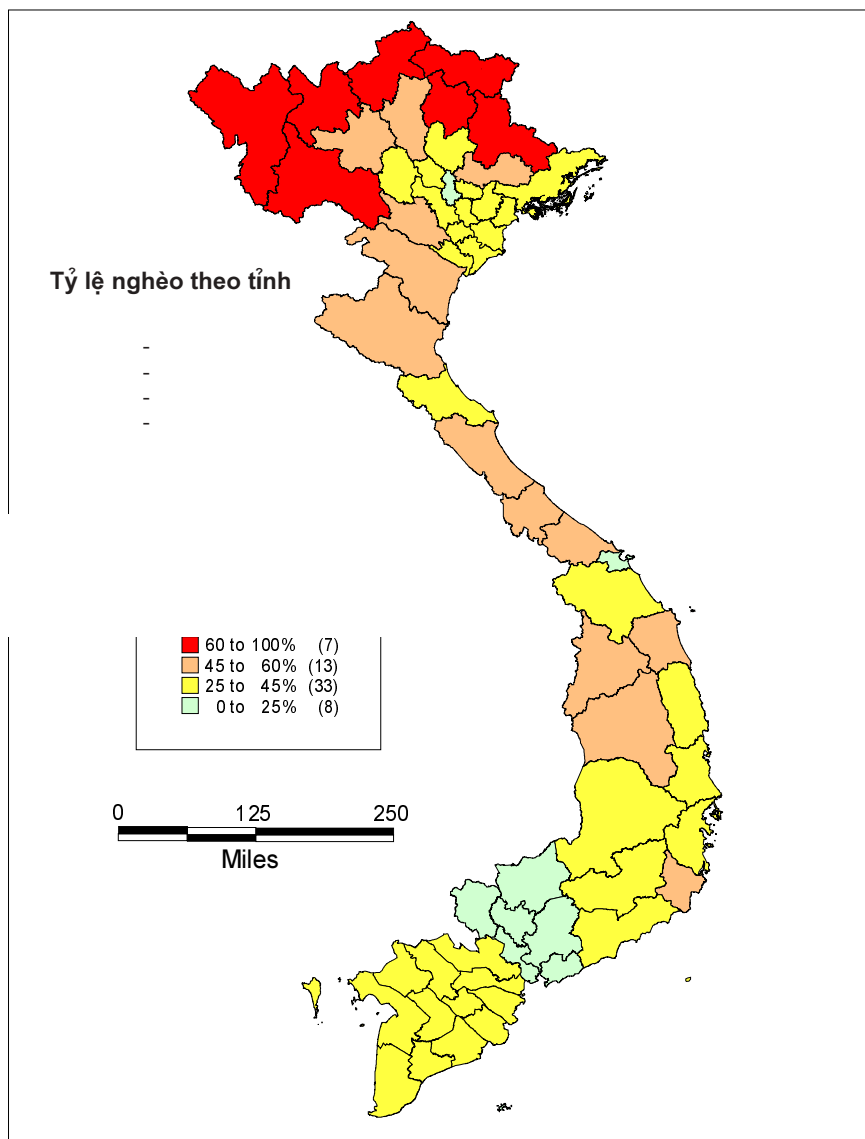 Tỷ lệ nghèo theo tỉnh
-
-
-
-
60 to 100% (7)
45 to 60% (13)
25 to 45% (33)
0 to 25% (8)
0 125 250
Miles